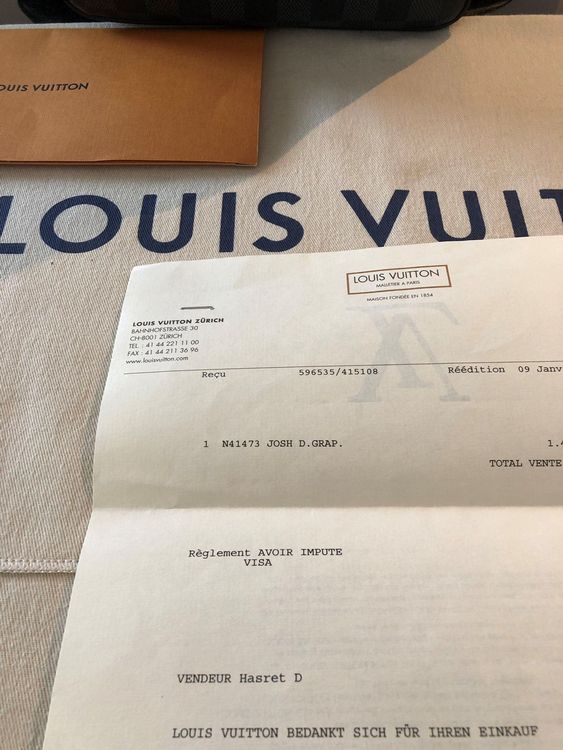 LOUIS VUITTON
LOUIS VUITTON
MALLETIER A PARIS
MAISON FONDÉE EN 1854
LOUIS VUITTON ZÜRICH
BAHNHOFSTRASSE 30
CH-8001 ZÜRICH
TEL : 41 44 221 11 00
FAX : 41 44 211 36 96
www.louisvuitton.com
Reçu 596535/415108 Réédition 09
1 N41473 JOSH D.GRAP.
TOTAL VENTE
Règlement AVOIR IMPUTE
VISA
VENDEUR Hasret D
LOUIS VUITTON BEDANKT SICH FÜR IHREN EINKAUF